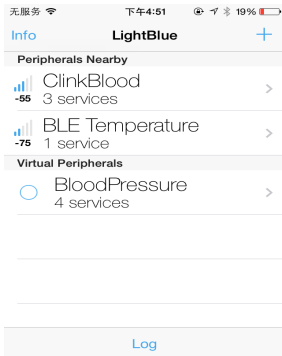 无服务 下午4:51 19%
Info LightBlue +
Peripherals Nearby
ClinkBlood
-55 3 services
BLE Temperature
-75 1 service
Virtual Peripherals
BloodPressure
4 services
Log